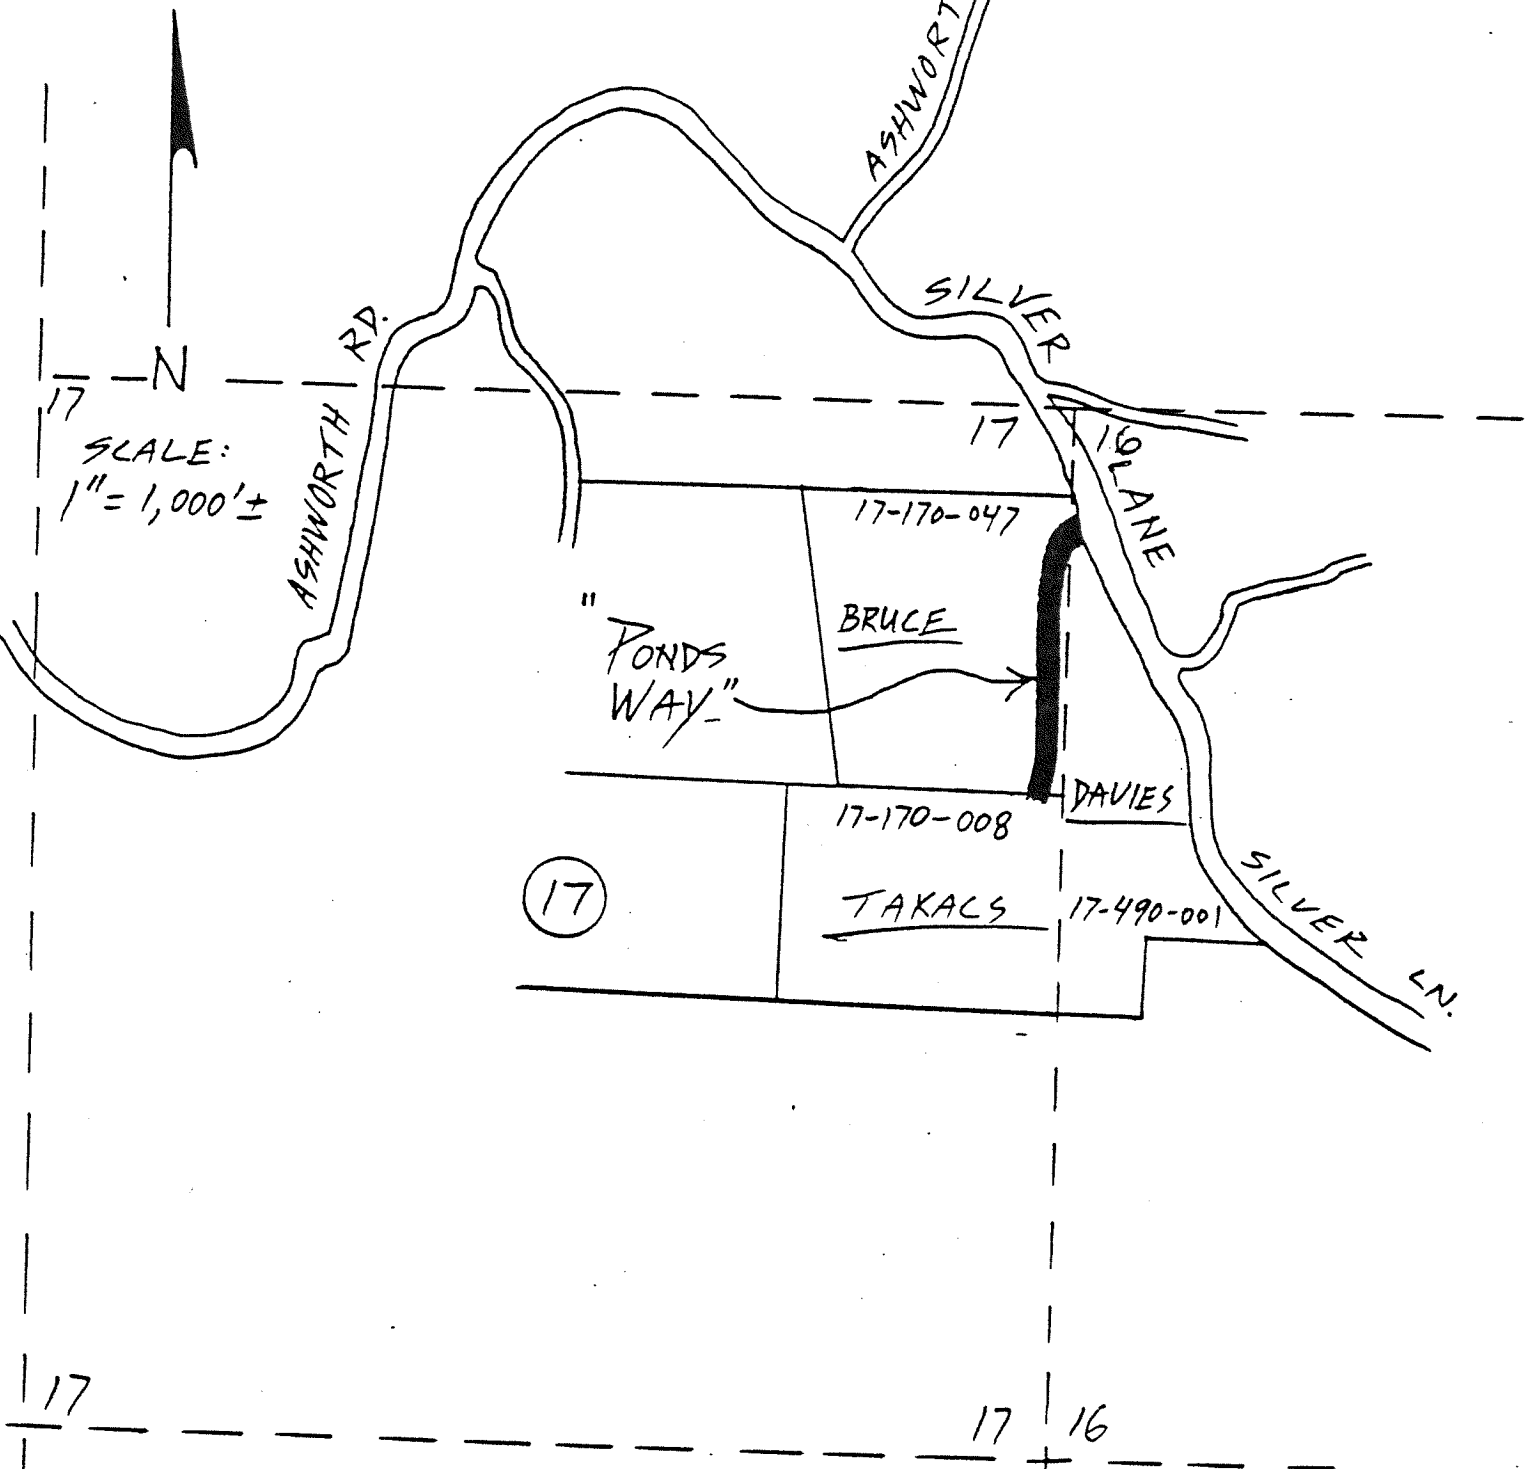 ASHWORT
SILVER
LANE
N
RD.
ASHWORTH
17
SCALE:
1"= 1,000'±
17
16
17-170-047
BRUCE
"PONDS
WAY"
DAVIES
17-170-008
17
TAKACS
17-490-001
SILVER LN.
17
17
16